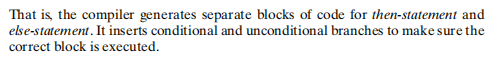 That is, the compiler generates separate blocks of code for then-statement and
else-statement. It inserts conditional and unconditional branches to make sure the
correct block is executed.